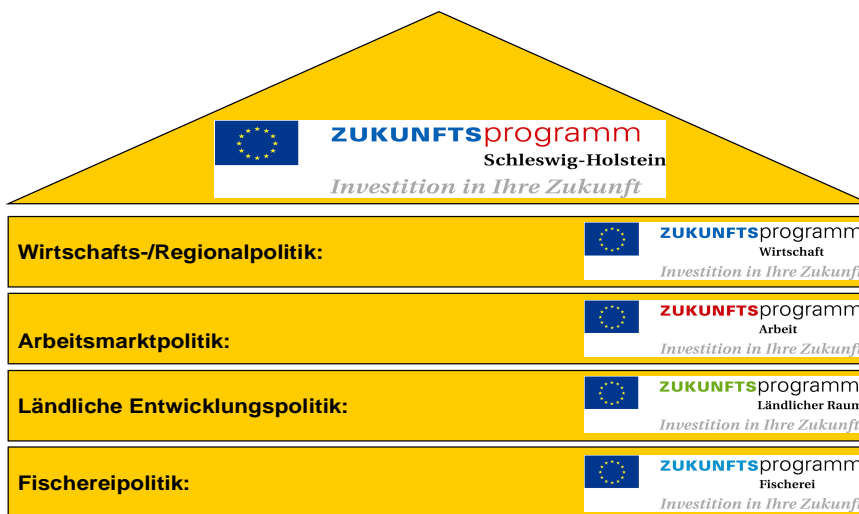 ZUKUNFTSprogramm
Schleswig-Holstein
Investition in Ihre Zukunft
Wirtschafts-/Regionalpolitik:
ZUKUNFTSprogramm
Wirtschaft
Investition in Ihre Zukunft
Arbeitsmarktpolitik:
ZUKUNFTSprogramm
Arbeit
Investition in Ihre Zukunft
Ländliche Entwicklungspolitik:
ZUKUNFTSprogramm
Ländlicher Raum
Investition in Ihre Zukunft
Fischereipolitik:
ZUKUNFTSprogramm
Fischerei
Investition in Ihre Zukunft